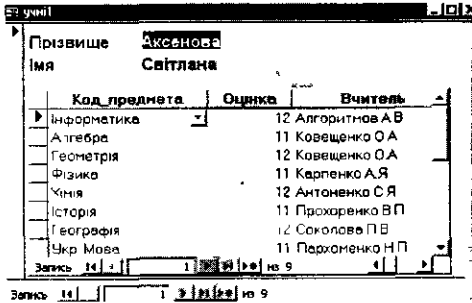 учні1
Прізвище Аксенова
Імя Світлана
Код_предмета Оцінка Вчитель
Інформатика 12 Алгоритмов А В
Алгебра 11 Ковещенко О А
Геометрія 12 Ковещенко О.А
Фізика 11 Карпенко А.Я
Хімія 12 Антоненко С Я
Історія 11 Прохоренко В П
Географія 12 Соколова П В
Укр Мова 11 Пархоменко Н П
Запись 1 из 9
Запись 1 из 9